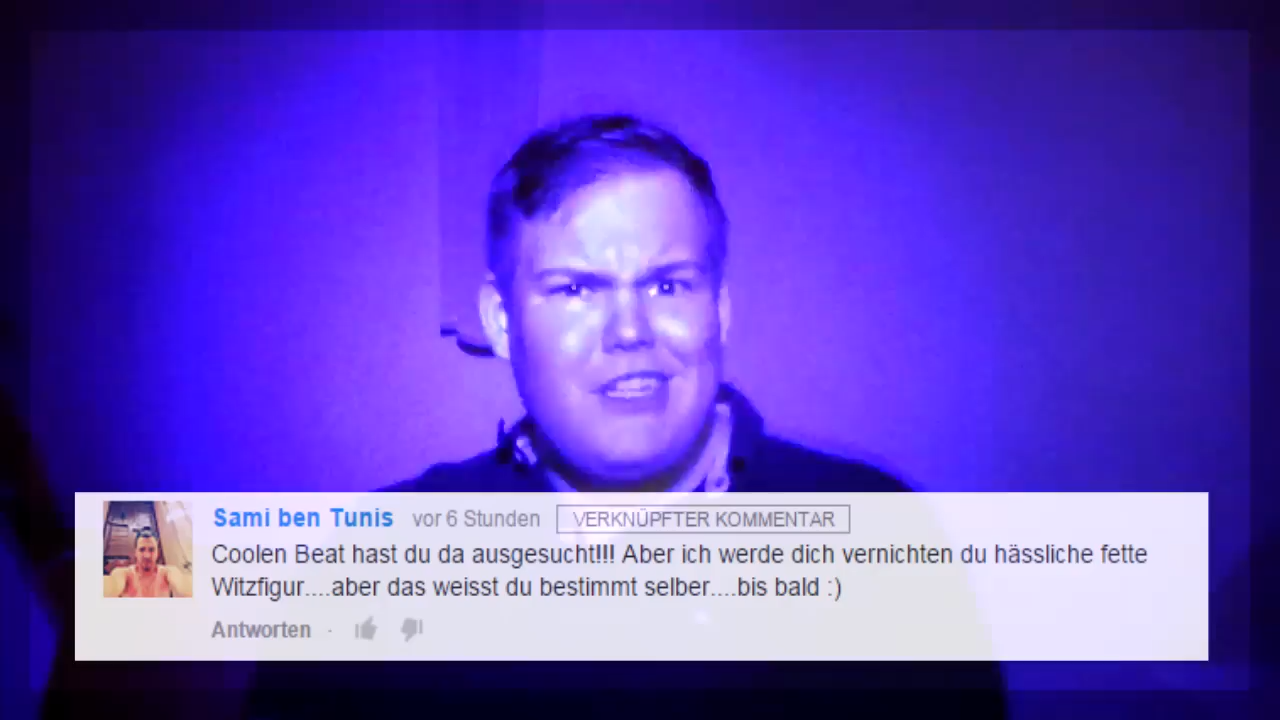 Sami ben Tunis vor 6 Stunden VERKNÜPFTER KOMMENTAR
Coolen Beat hast du da ausgesucht!!! Aber ich werde dich vernichten du hässliche fette
Witzfigur....aber das weisst du bestimmt selber....bis bald :)
Antworten ·